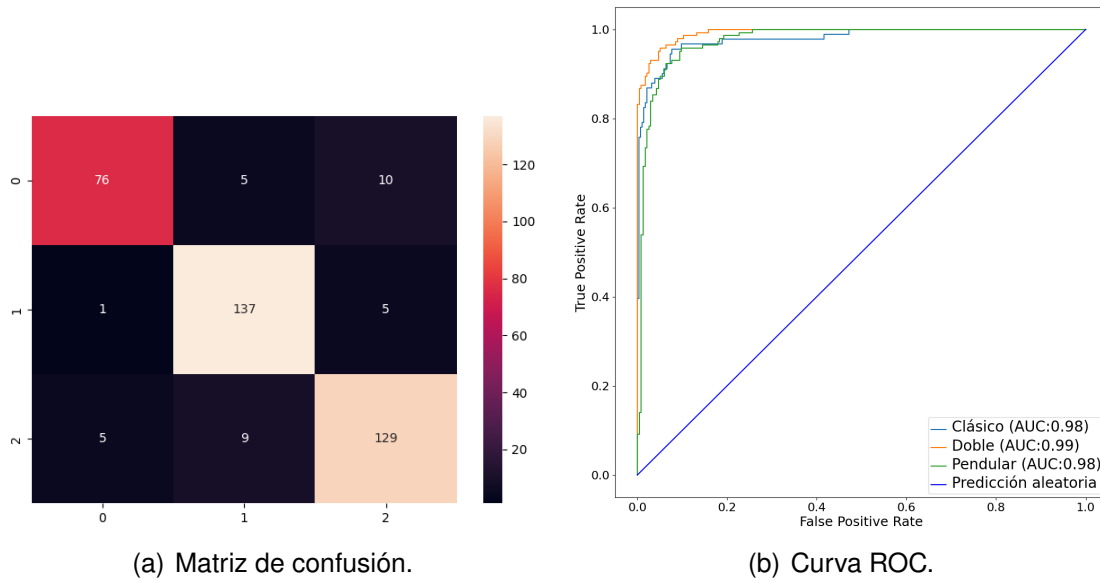 76 5 10
1 137 5
5 9 129
0
1
2
0 1 2
120
100
80
60
40
20
(a) Matriz de confusión.
True Positive Rate
1.0
0.8
0.6
0.4
0.2
0.0
Clásico (AUC:0.98)
Doble (AUC:0.99)
Pendular (AUC:0.98)
Predicción aleatoria
0.0 0.2 0.4 0.6 0.8 1.0
False Positive Rate
(b) Curva ROC.